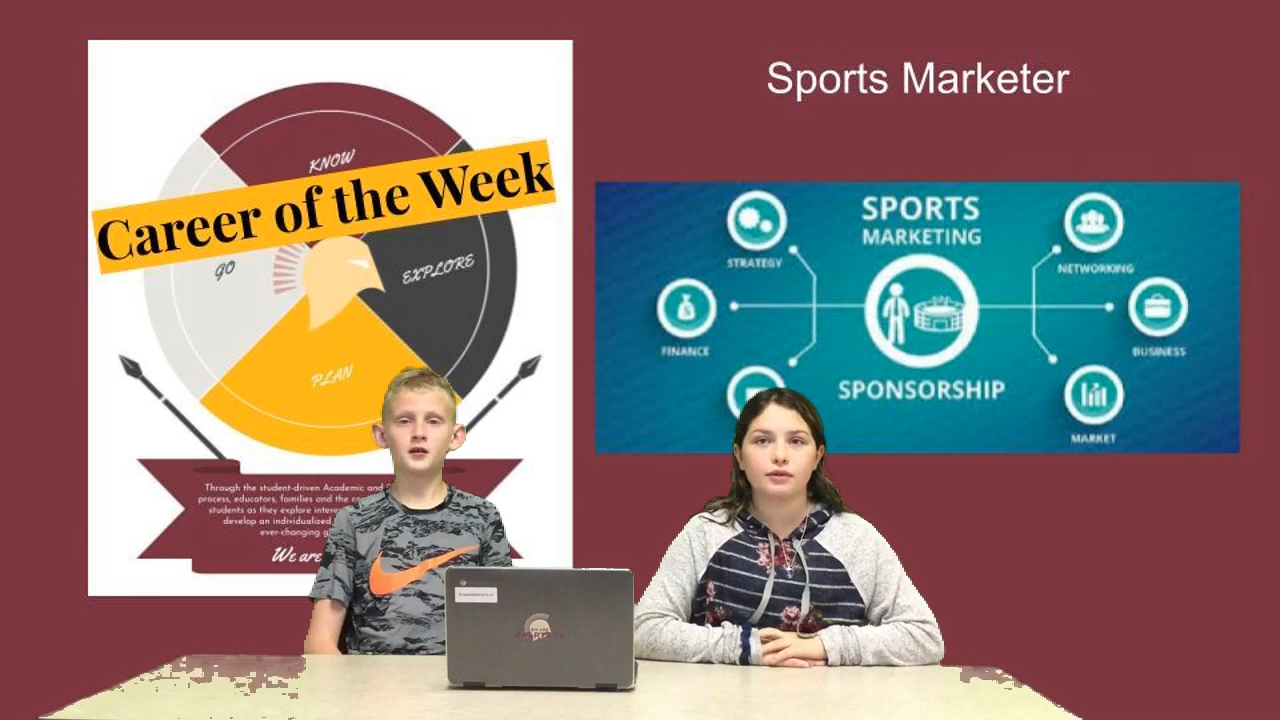 Sports Marketer
KNOW
Career of the Week
GO
EXPLORE
PLAN
Through the student-driven Academic and
process, educators, families and the
students as they explore
develop an individualized
ever-changing
We are
SPORTS
MARKETING
STRATEGY
NETWORKING
FINANCE
BUSINESS
SPONSORSHIP
MARKET